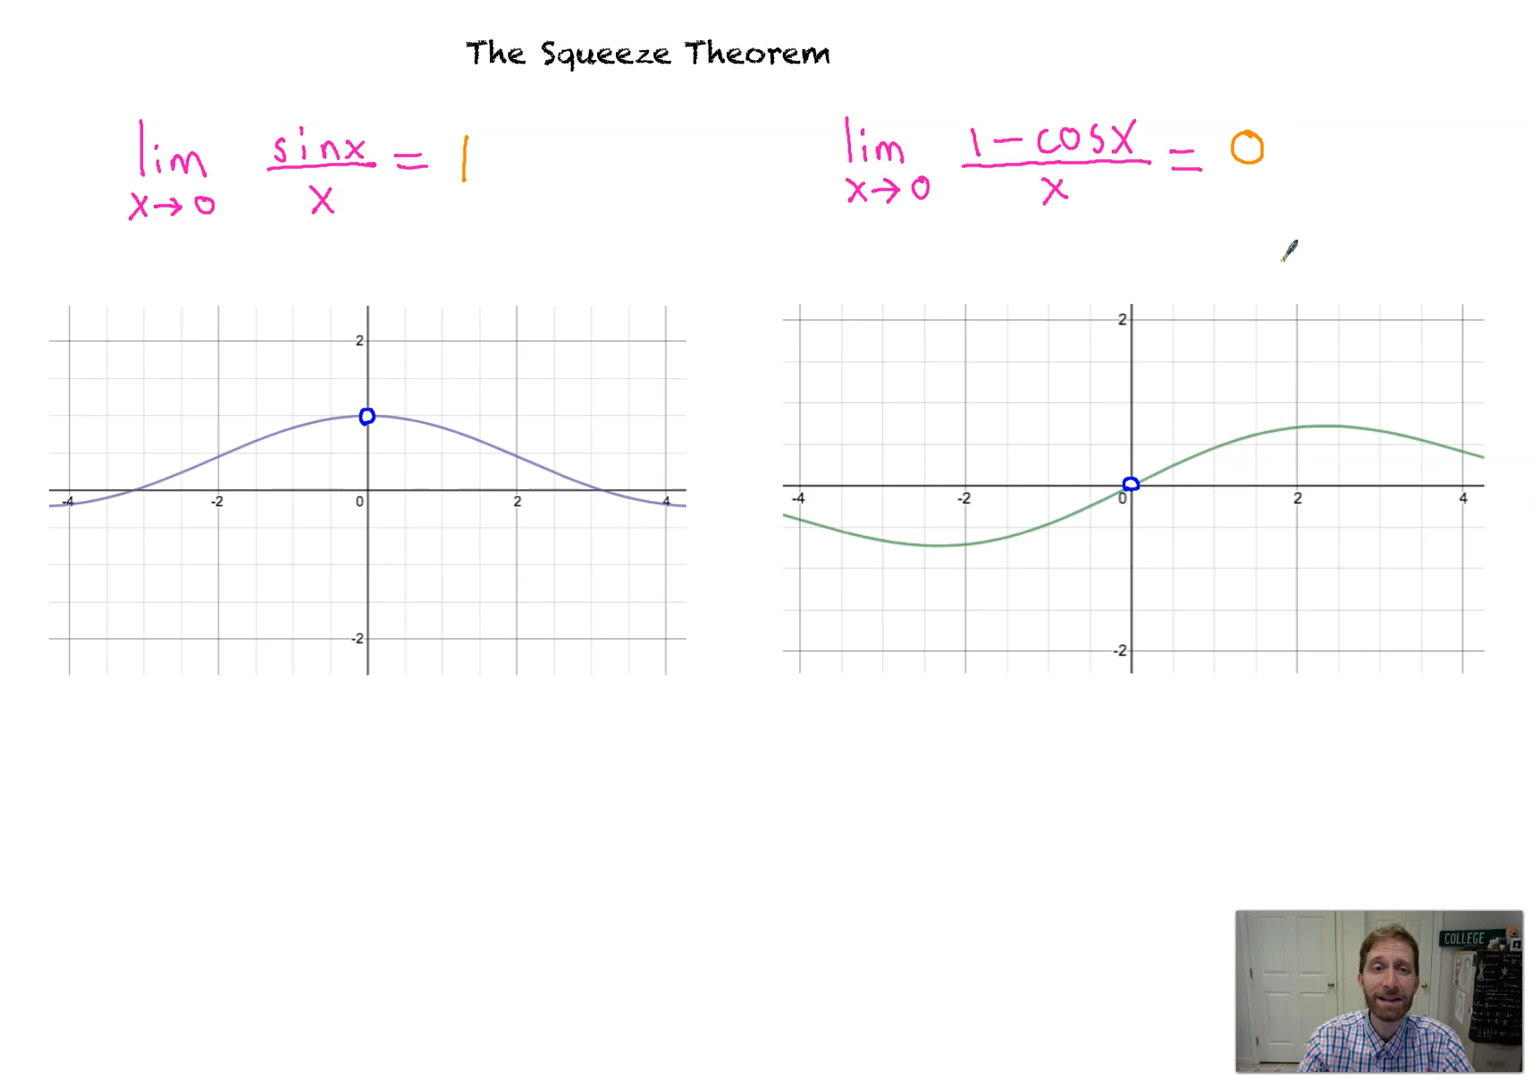 The Squeeze Theorem
lim x→0 sinx/x = 1
lim x→0 1-cosx/x = 0
2
-4 -2 0 2 4
-2
2
-4 -2 0 2 4
-2
COLLEGE